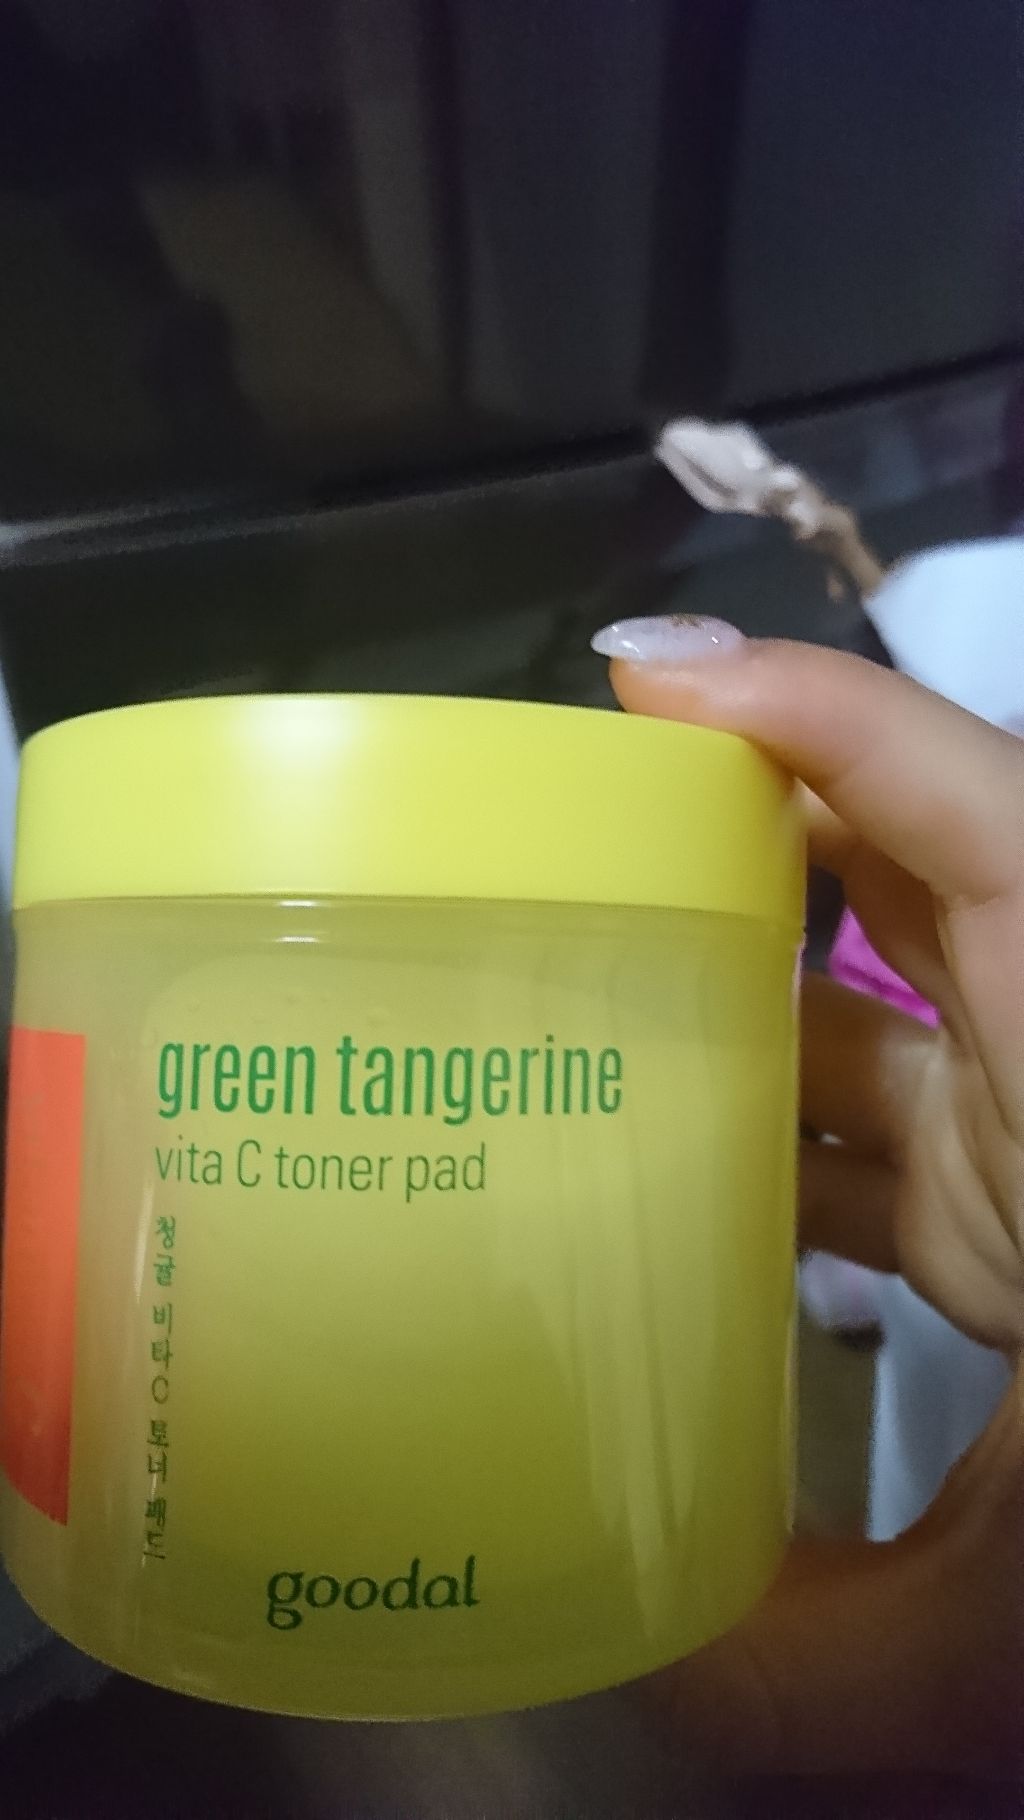 green tangerine
vita C toner pad
청귤 비타C 토너 패드
goodal